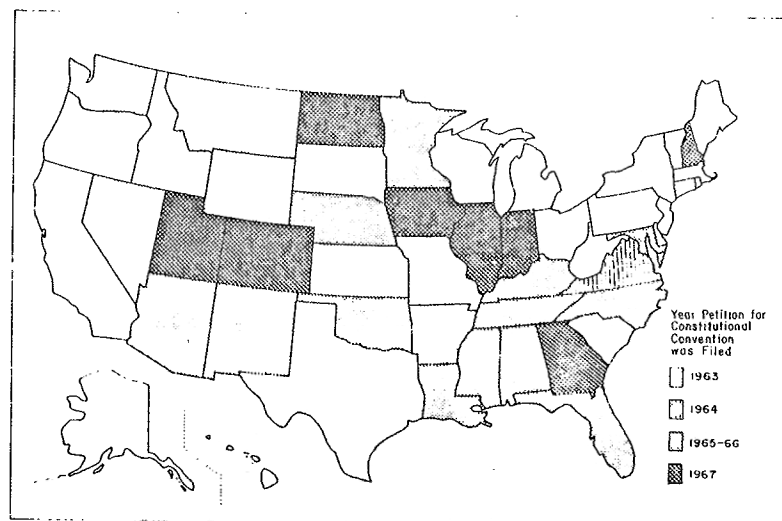 Year Petition for
Constitutional
Convention
was Filed
1963
1964
1965-66
1967